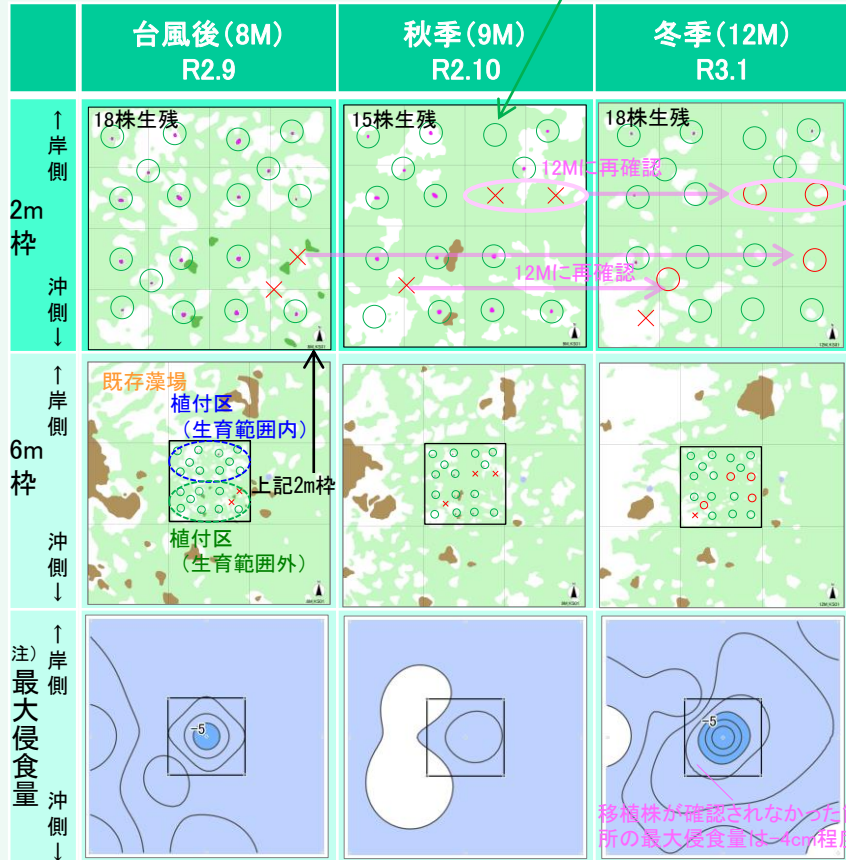 台風後(8M)
R2.9
秋季(9M)
R2.10
冬季(12M)
R3.1
2m
枠
↑
岸
側
沖
側
↓
18株生残
15株生残
18株生残
12Mに再確認
12Mに再確認
6m
枠
↑
岸
側
沖
側
↓
既存藻場
植付区
(生育範囲内)
上記2m枠
植付区
(生育範囲外)
注)
最
大
侵
食
量
↑
岸
側
沖
側
↓
-5
-5
移植株が確認されなかった
所の最大侵食量は-4cm程